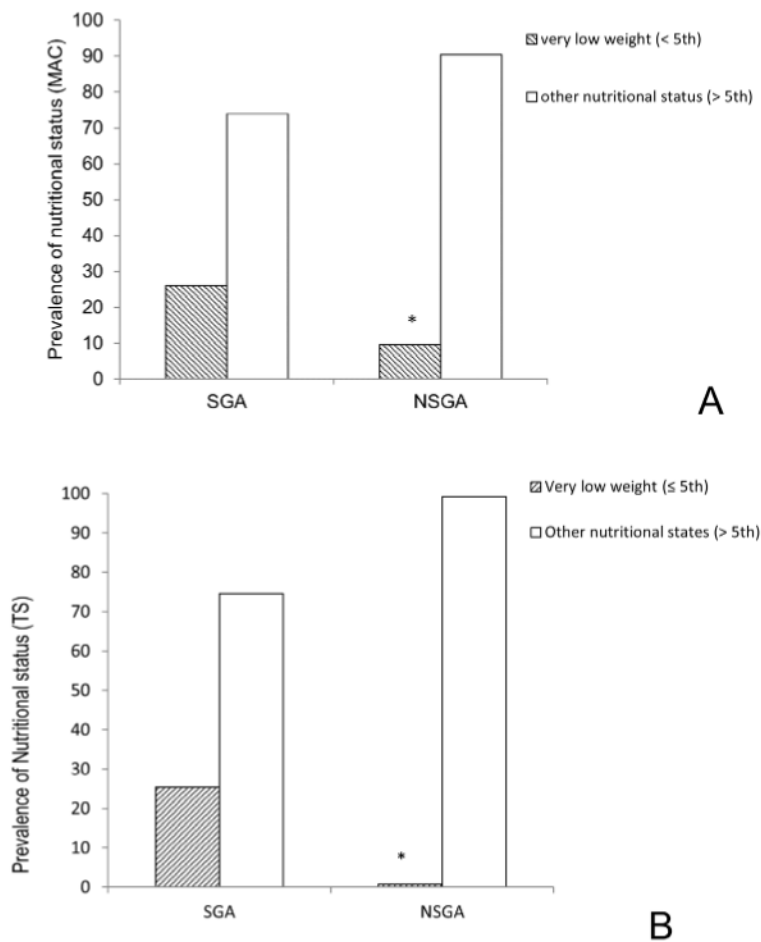 Prevalence of nutritional status (MAC)
100
90
80
70
60
50
40
30
20
10
0
*
SGA
NSGA
very low weight (< 5th)
other nutritional status (> 5th)
A
Prevalence of Nutritional status (TS)
100
90
80
70
60
50
40
30
20
10
0
*
SGA
NSGA
Very low weight (≤ 5th)
Other nutritional states (> 5th)
B